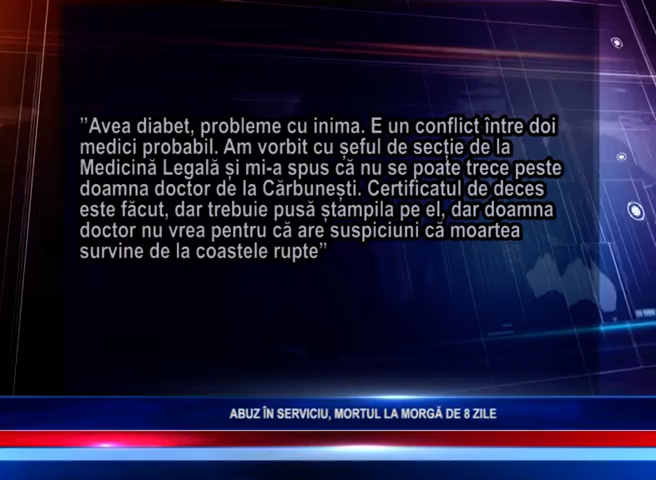 ”Avea diabet, probleme cu inima. E un conflict între doi
medici probabil. Am vorbit cu șeful de secție de la
Medicină Legală și mi-a spus că nu se poate trece peste
doamna doctor de la Cărbunești. Certificatul de deces
este făcut, dar trebuie pusă ștampila pe el, dar doamna
doctor nu vrea pentru că are suspiciuni că moartea
survine de la coastele rupte”
ABUZ ÎN SERVICIU, MORTUL LA MORGĂ DE 8 ZILE